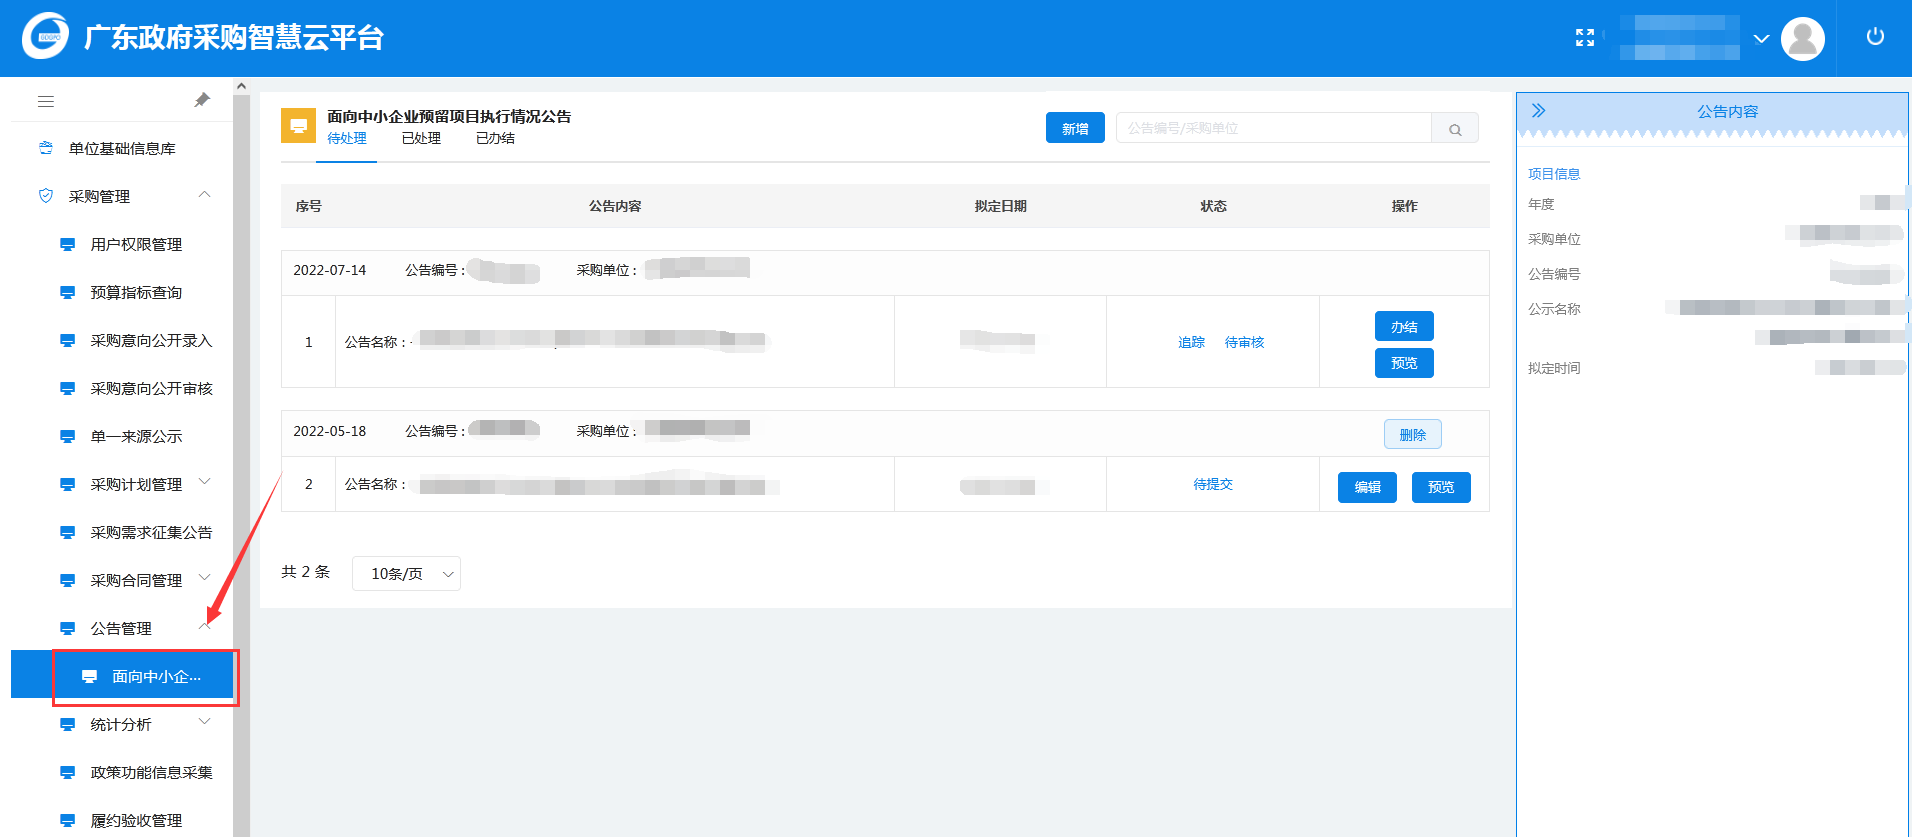 广东政府采购智慧云平台
单位基础信息库
采购管理
用户权限管理
预算指标查询
采购意向公开录入
采购意向公开审核
单一来源公示
采购计划管理
采购需求征集公告
采购合同管理
公告管理
面向中小企...
统计分析
政策功能信息采集
履约验收管理
面向中小企业预留项目执行情况公告
待处理 已处理 已办结
新增 公告编号/采购单位
序号 公告内容 拟定日期 状态 操作
2022-07-14 公告编号: 采购单位:
1 公告名称: 追踪 待审核 办结
预览
2022-05-18 公告编号: 采购单位: 删除
2 公告名称: 待提交 编辑 预览
共 2 条 10条/页
公告内容
项目信息
年度
采购单位
公告编号
公示名称
拟定时间